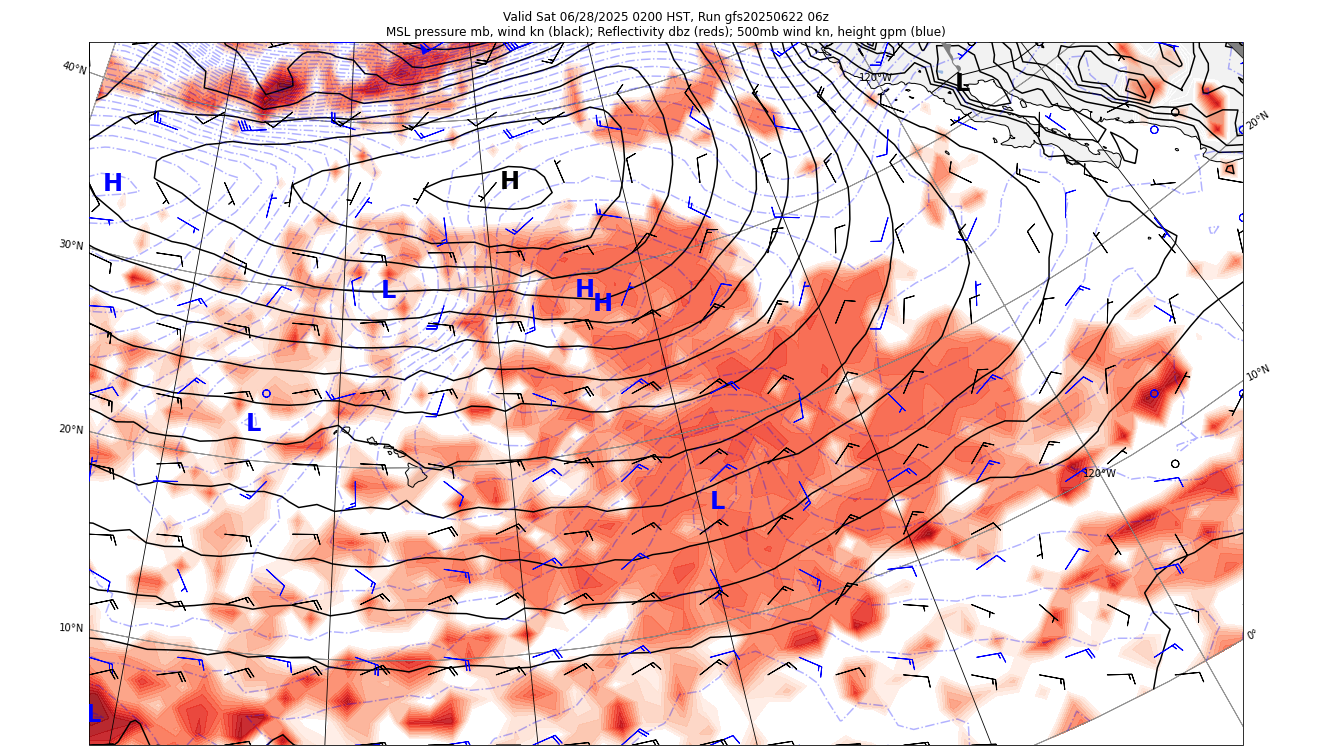 Valid Sat 06/28/2025 0200 HST, Run gfs20250622 06z
MSL pressure mb, wind kn (black); Reflectivity dbz (reds); 500mb wind kn, height gpm (blue)
40°N
120°W
L
20°N
H
H
30°N
L
H
H
10°N
L
20°N
120°W
L
10°N
0°
L